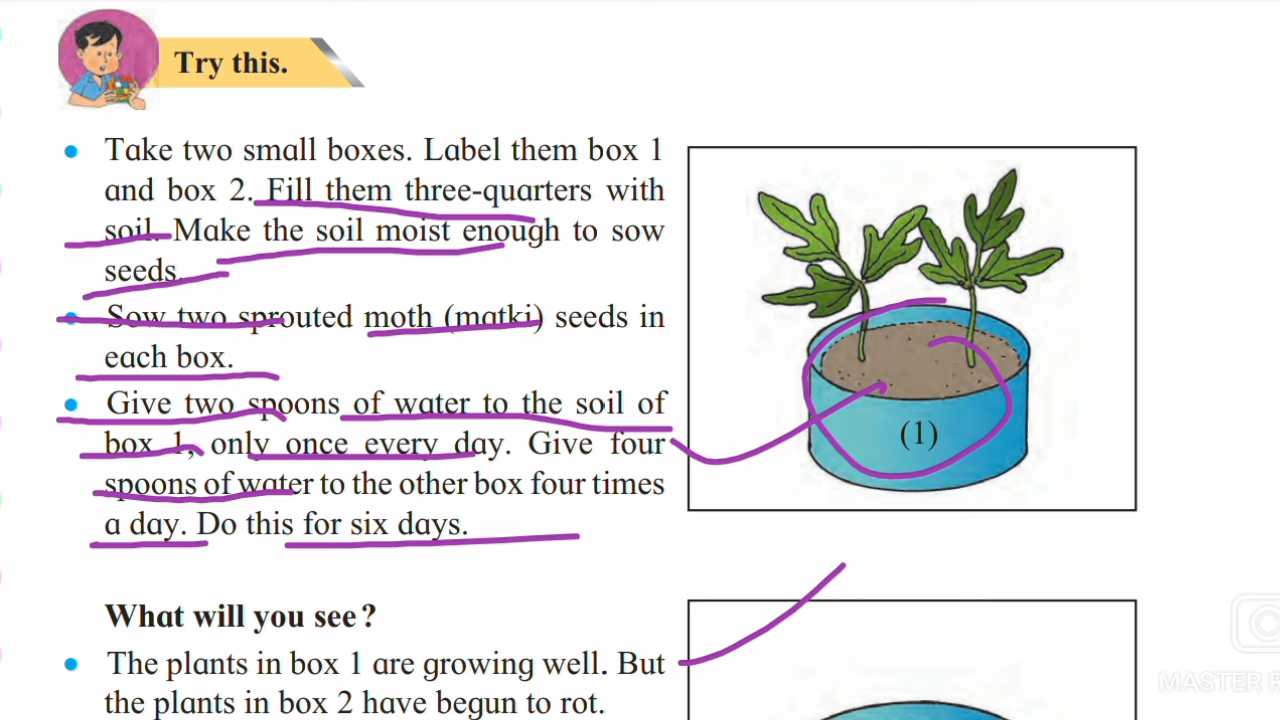 Try this.
Take two small boxes. Label them box 1
and box 2. Fill them three-quarters with
soil. Make the soil moist enough to sow
seeds.
Sow two sprouted moth (matki) seeds in
each box.
Give two spoons of water to the soil of
box 1, only once every day. Give four
spoons of water to the other box four times
a day. Do this for six days.
(1)
What will you see?
The plants in box 1 are growing well. But
the plants in box 2 have begun to rot.
MASTER R